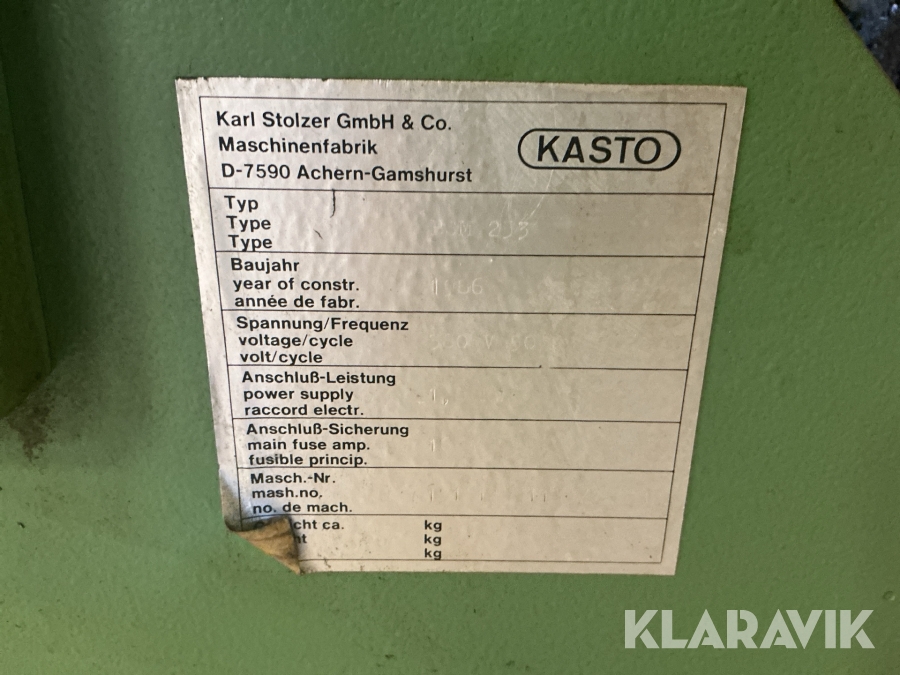 Karl Stolzer GmbH & Co.
Maschinenfabrik
D-7590 Achern-Gamshurst
KASTO
Typ
Type
Type
Baujahr
year of constr.
année de fabr.
Spannung/Frequenz
voltage/cycle
volt/cycle
Anschluß-Leistung
power supply
raccord electr.
Anschluß-Sicherung
main fuse amp.
fusible princip.
Masch.-Nr.
mash.no.
no. de mach.
ca. kg
kg
kg
KLARAVIK